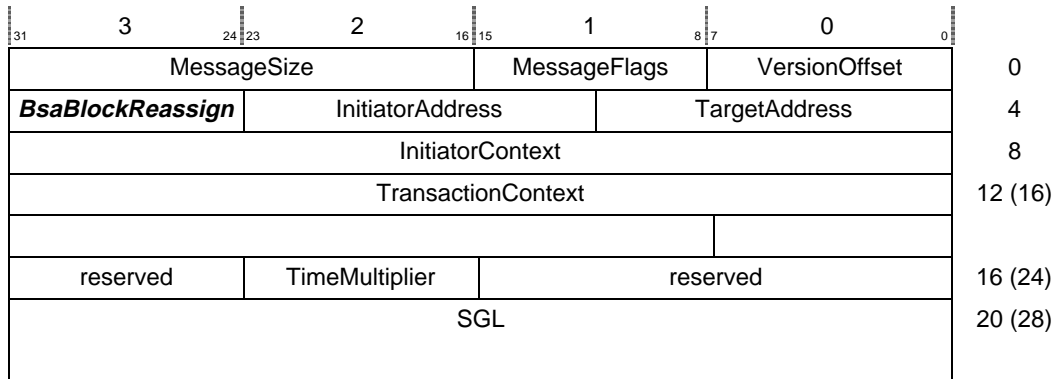 3 2 1 0
31 24 23 16 15 8 7 0
MessageSize MessageFlags VersionOffset 0
BsaBlockReassign InitiatorAddress TargetAddress 4
InitiatorContext 8
TransactionContext 12 (16)
reserved TimeMultiplier reserved 16 (24)
SGL 20 (28)